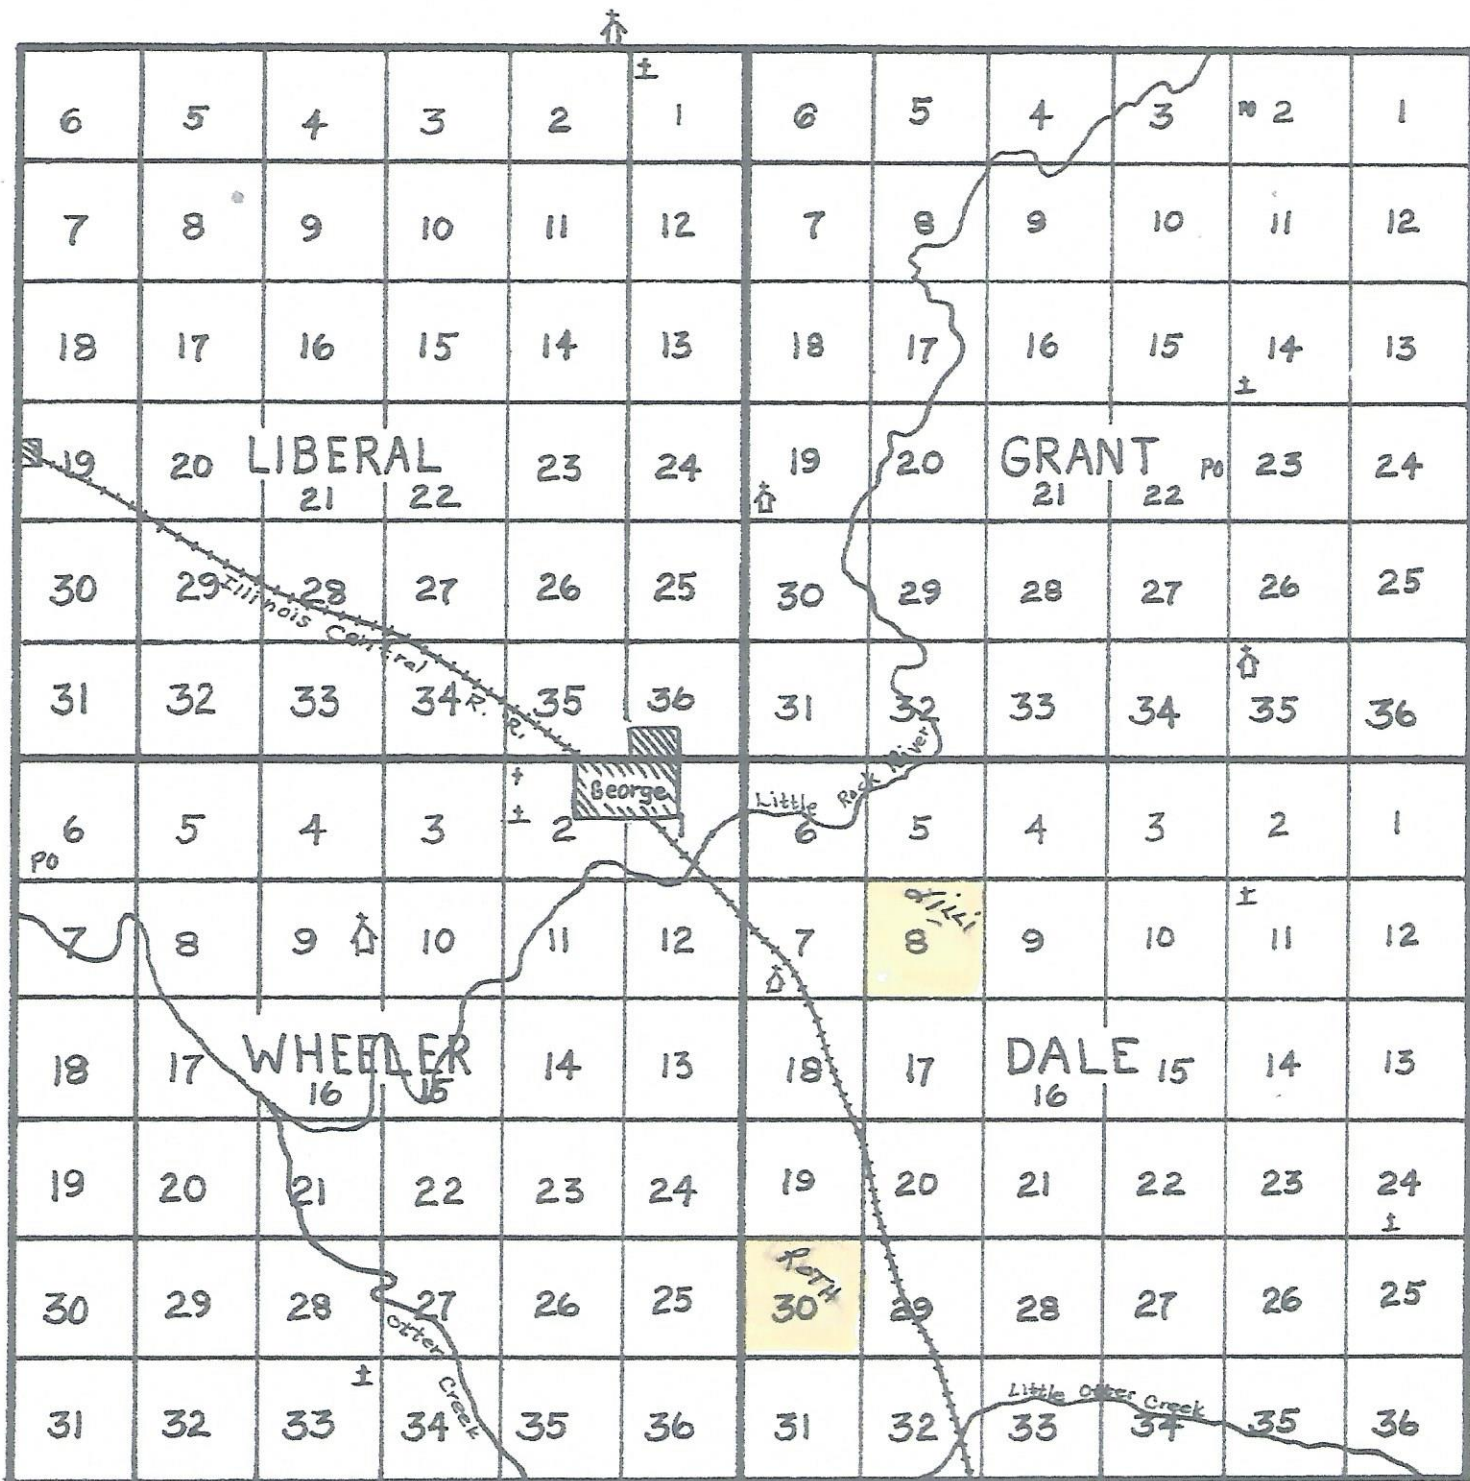 6 5 4 3 2 1 6 5 4 3 PO 2 1
7 8 9 10 11 12 7 8 9 10 11 12
18 17 16 15 14 13 18 17 16 15 14 13
19 20 LIBERAL 23 24 19 20 GRANT PO 23 24
21 22 21 22
30 29 28 27 26 25 30 29 28 27 26 25
Illinois Central R. R.
31 32 33 34 35 36 31 32 33 34 35 36
George
Little Rock River
6 5 4 3 2 6 5 4 3 2 1
PO
7 8 9 10 11 12 7 8 9 10 11 12
18 17 WHEELER 14 13 18 17 DALE 15 14 13
16 15 16
19 20 21 22 23 24 19 20 21 22 23 24
Roth
30 29 28 27 26 25 30 29 28 27 26 25
Otter Creek
Little Otter Creek
31 32 33 34 35 36 31 32 33 34 35 36